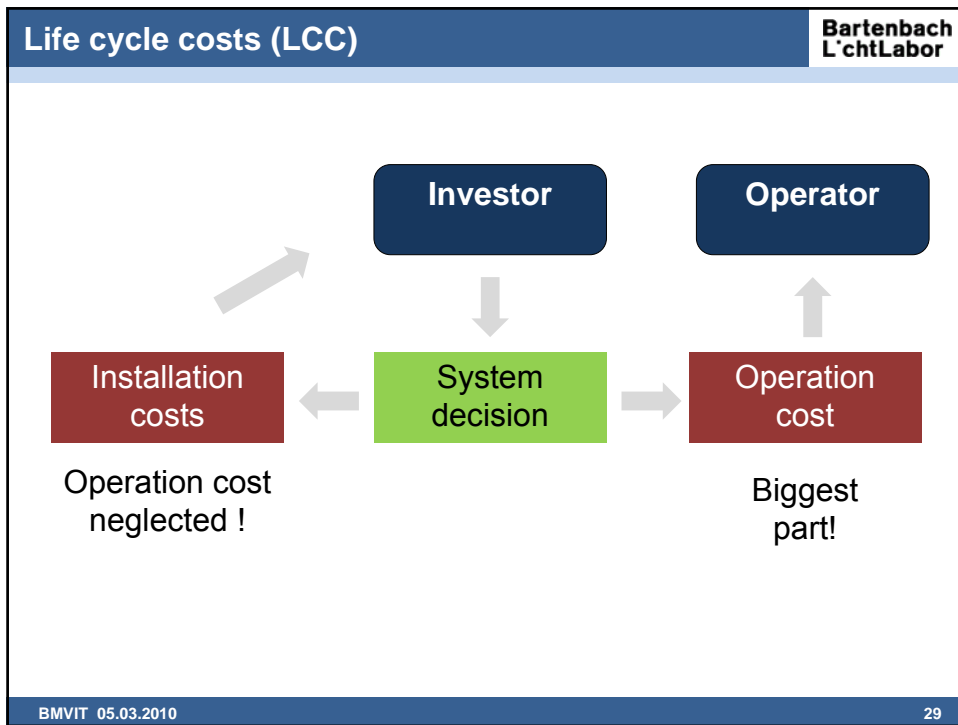 Life cycle costs (LCC)
Bartenbach
L'chtLabor
Investor
Operator
Installation
costs
System
decision
Operation
cost
Operation cost
neglected !
Biggest
part!
BMVIT 05.03.2010
29